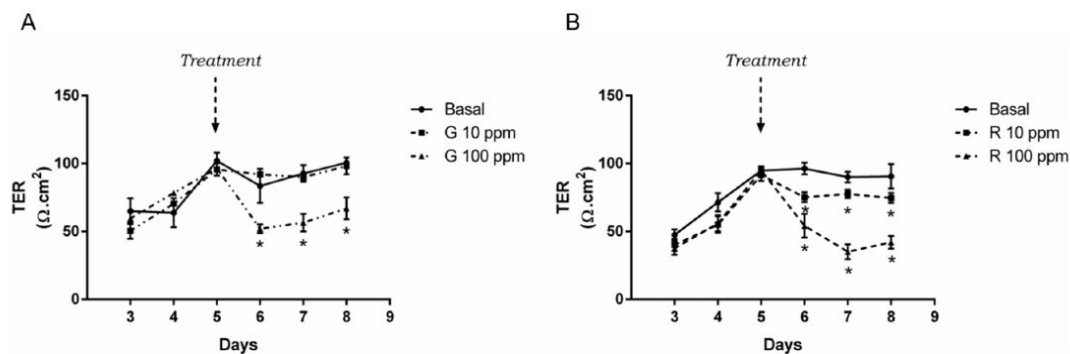 A
Treatment
150
100
50
0
TER
(Ω.cm²)
3 4 5 6 7 8 9
Days
Basal
G 10 ppm
G 100 ppm
* * *
B
Treatment
150
100
50
0
TER
(Ω.cm²)
3 4 5 6 7 8 9
Days
Basal
R 10 ppm
R 100 ppm
* * *
* * *